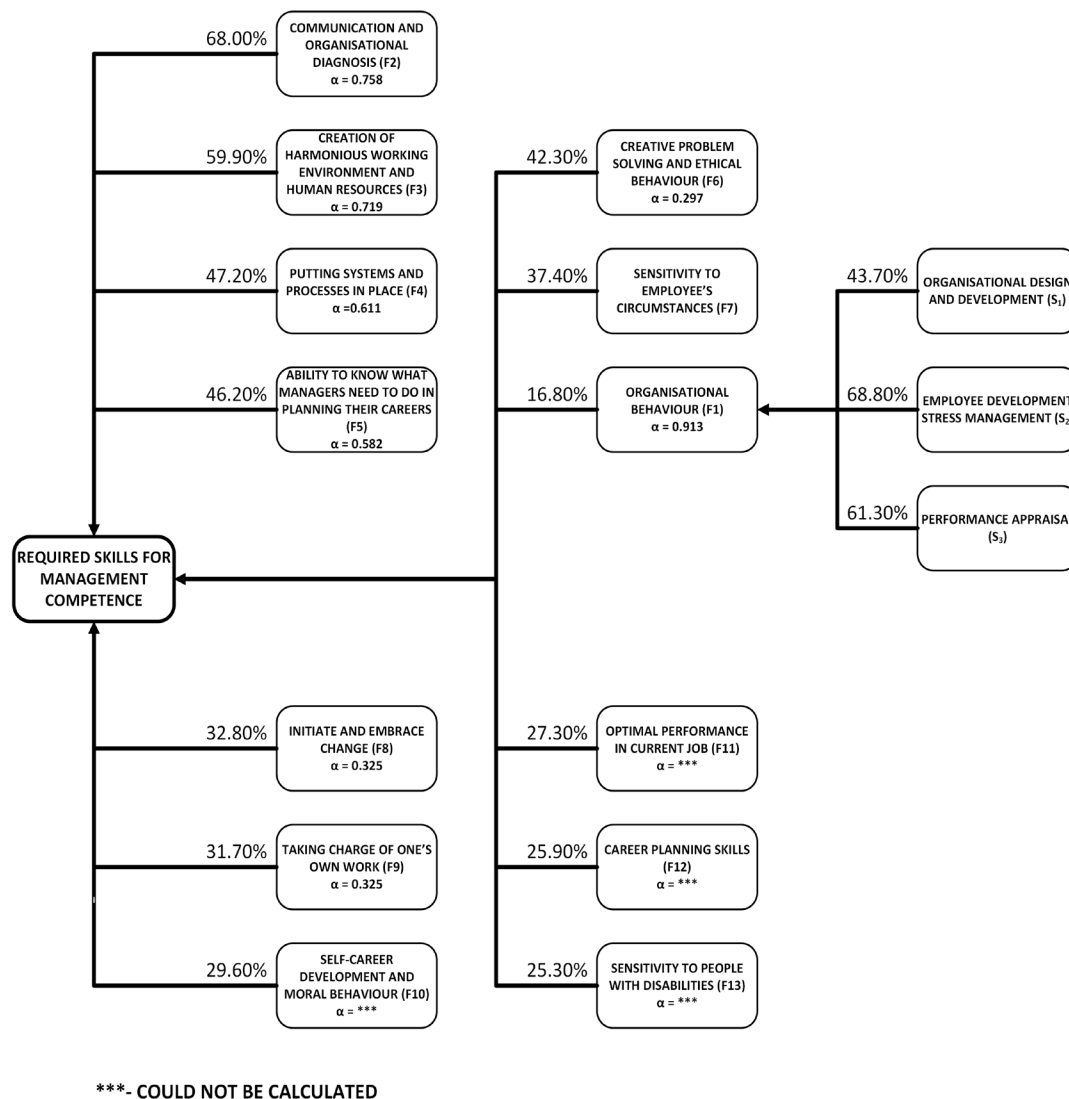 68.00%
COMMUNICATION AND
ORGANISATIONAL
DIAGNOSIS (F2)
α = 0.758
59.90%
CREATION OF
HARMONIOUS WORKING
ENVIRONMENT AND
HUMAN RESOURCES (F3)
α = 0.719
47.20%
PUTTING SYSTEMS AND
PROCESSES IN PLACE (F4)
α =0.611
46.20%
ABILITY TO KNOW WHAT
MANAGERS NEED TO DO IN
PLANNING THEIR CAREERS
(F5)
α = 0.582
REQUIRED SKILLS FOR
MANAGEMENT
COMPETENCE
32.80%
INITIATE AND EMBRACE
CHANGE (F8)
α = 0.325
31.70%
TAKING CHARGE OF ONE’S
OWN WORK (F9)
α = 0.325
29.60%
SELF-CAREER
DEVELOPMENT AND
MORAL BEHAVIOUR (F10)
α = ***
42.30%
CREATIVE PROBLEM
SOLVING AND ETHICAL
BEHAVIOUR (F6)
α = 0.297
37.40%
SENSITIVITY TO
EMPLOYEE’S
CIRCUMSTANCES (F7)
16.80%
ORGANISATIONAL
BEHAVIOUR (F1)
α = 0.913
27.30%
OPTIMAL PERFORMANCE
IN CURRENT JOB (F11)
α = ***
25.90%
CAREER PLANNING SKILLS
(F12)
α = ***
25.30%
SENSITIVITY TO PEOPLE
WITH DISABILITIES (F13)
α = ***
43.70%
ORGANISATIONAL DESIGN
AND DEVELOPMENT (S₁)
68.80%
EMPLOYEE DEVELOPMENT
STRESS MANAGEMENT (S₂
61.30%
PERFORMANCE APPRAISA
(S₃)
***- COULD NOT BE CALCULATED